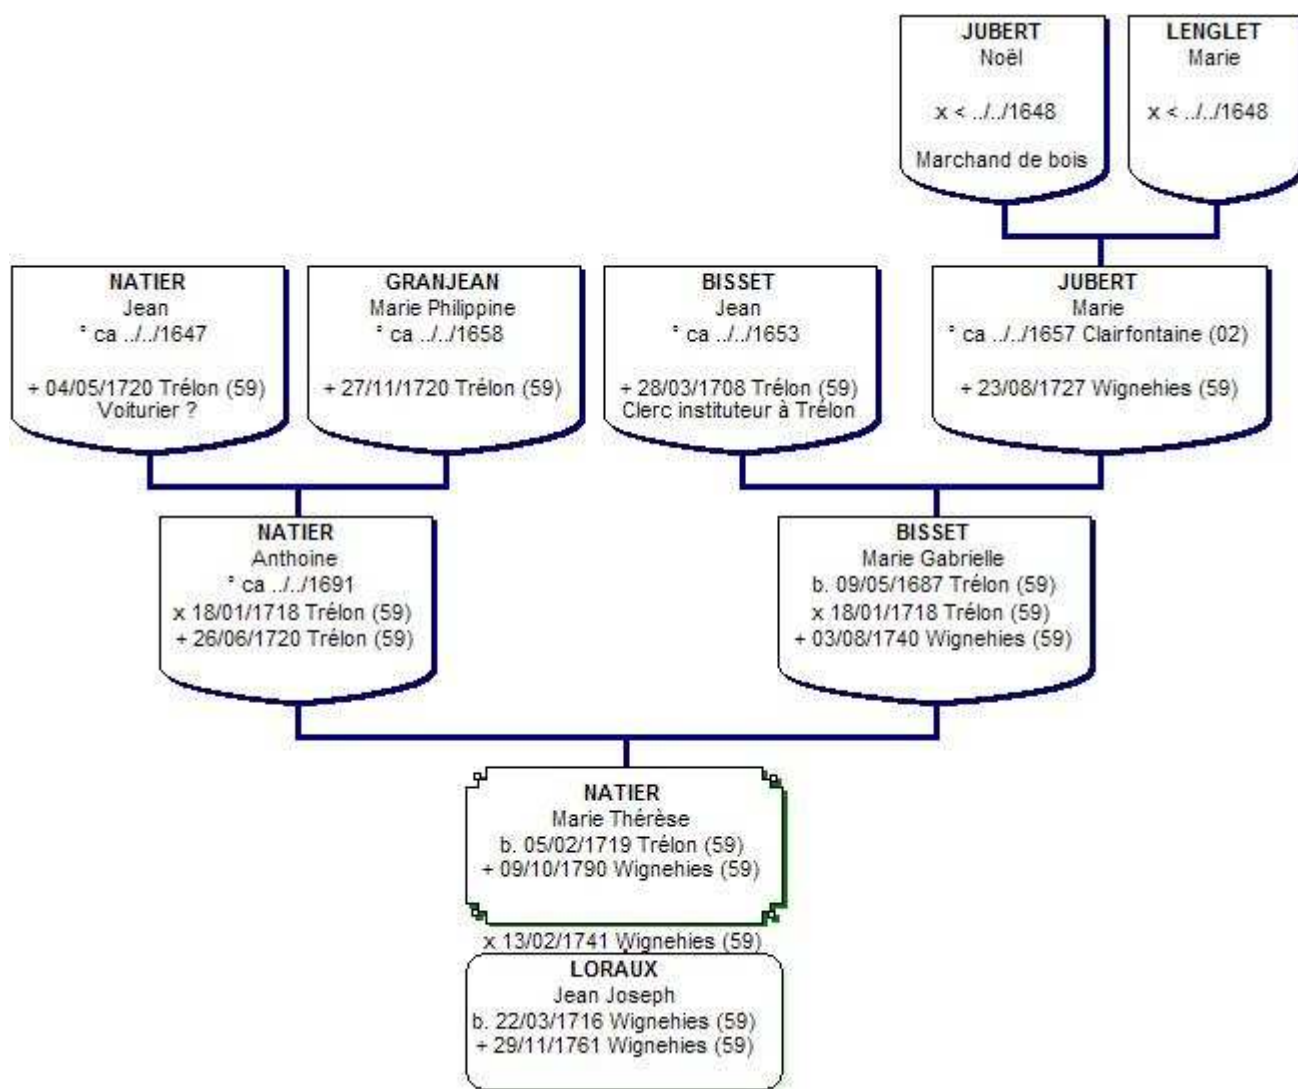 JUBERT
Noël
x < ../../1648
Marchand de bois
LENGLET
Marie
x < ../../1648
NATIER
Jean
° ca ../../1647
+ 04/05/1720 Trélon (59)
Voiturier ?
GRANJEAN
Marie Philippine
° ca ../../1658
+ 27/11/1720 Trélon (59)
BISSET
Jean
° ca ../../1653
+ 28/03/1708 Trélon (59)
Clerc instituteur à Trélon
JUBERT
Marie
° ca ../../1657 Clairfontaine (02)
+ 23/08/1727 Wignehies (59)
NATIER
Anthoine
° ca ../../1691
x 18/01/1718 Trélon (59)
+ 26/06/1720 Trélon (59)
BISSET
Marie Gabrielle
b. 09/05/1687 Trélon (59)
x 18/01/1718 Trélon (59)
+ 03/08/1740 Wignehies (59)
NATIER
Marie Thérèse
b. 05/02/1719 Trélon (59)
+ 09/10/1790 Wignehies (59)
x 13/02/1741 Wignehies (59)
LORAUX
Jean Joseph
b. 22/03/1716 Wignehies (59)
+ 29/11/1761 Wignehies (59)